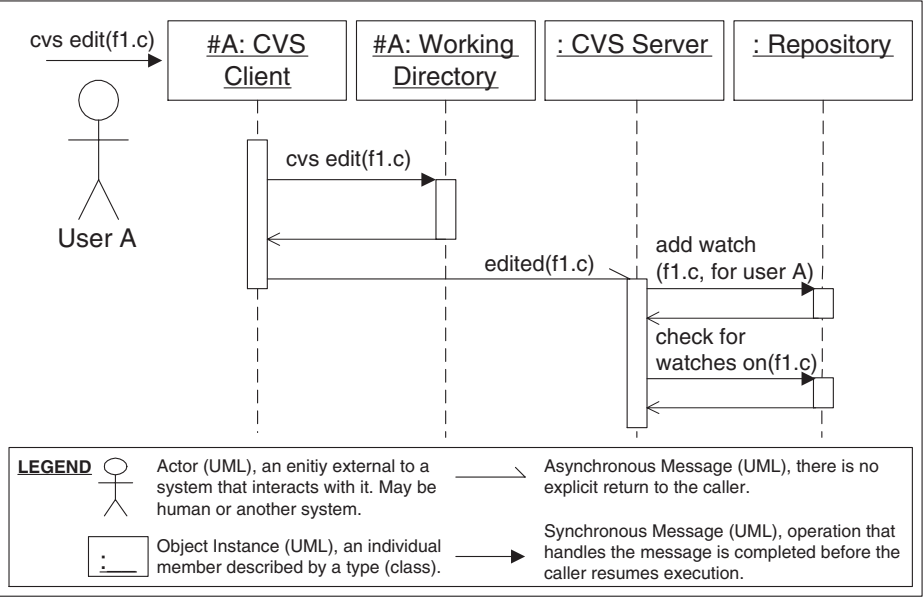 cvs edit(f1.c)
#A: CVS
Client
#A: Working
Directory
: CVS Server
: Repository
User A
cvs edit(f1.c)
edited(f1.c)
add watch
(f1.c, for user A)
check for
watches on(f1.c)
LEGEND
Actor (UML), an enitiy external to a
system that interacts with it. May be
human or another system.
Asynchronous Message (UML), there is no
explicit return to the caller.
:___
Object Instance (UML), an individual
member described by a type (class).
Synchronous Message (UML), operation that
handles the message is completed before the
caller resumes execution.